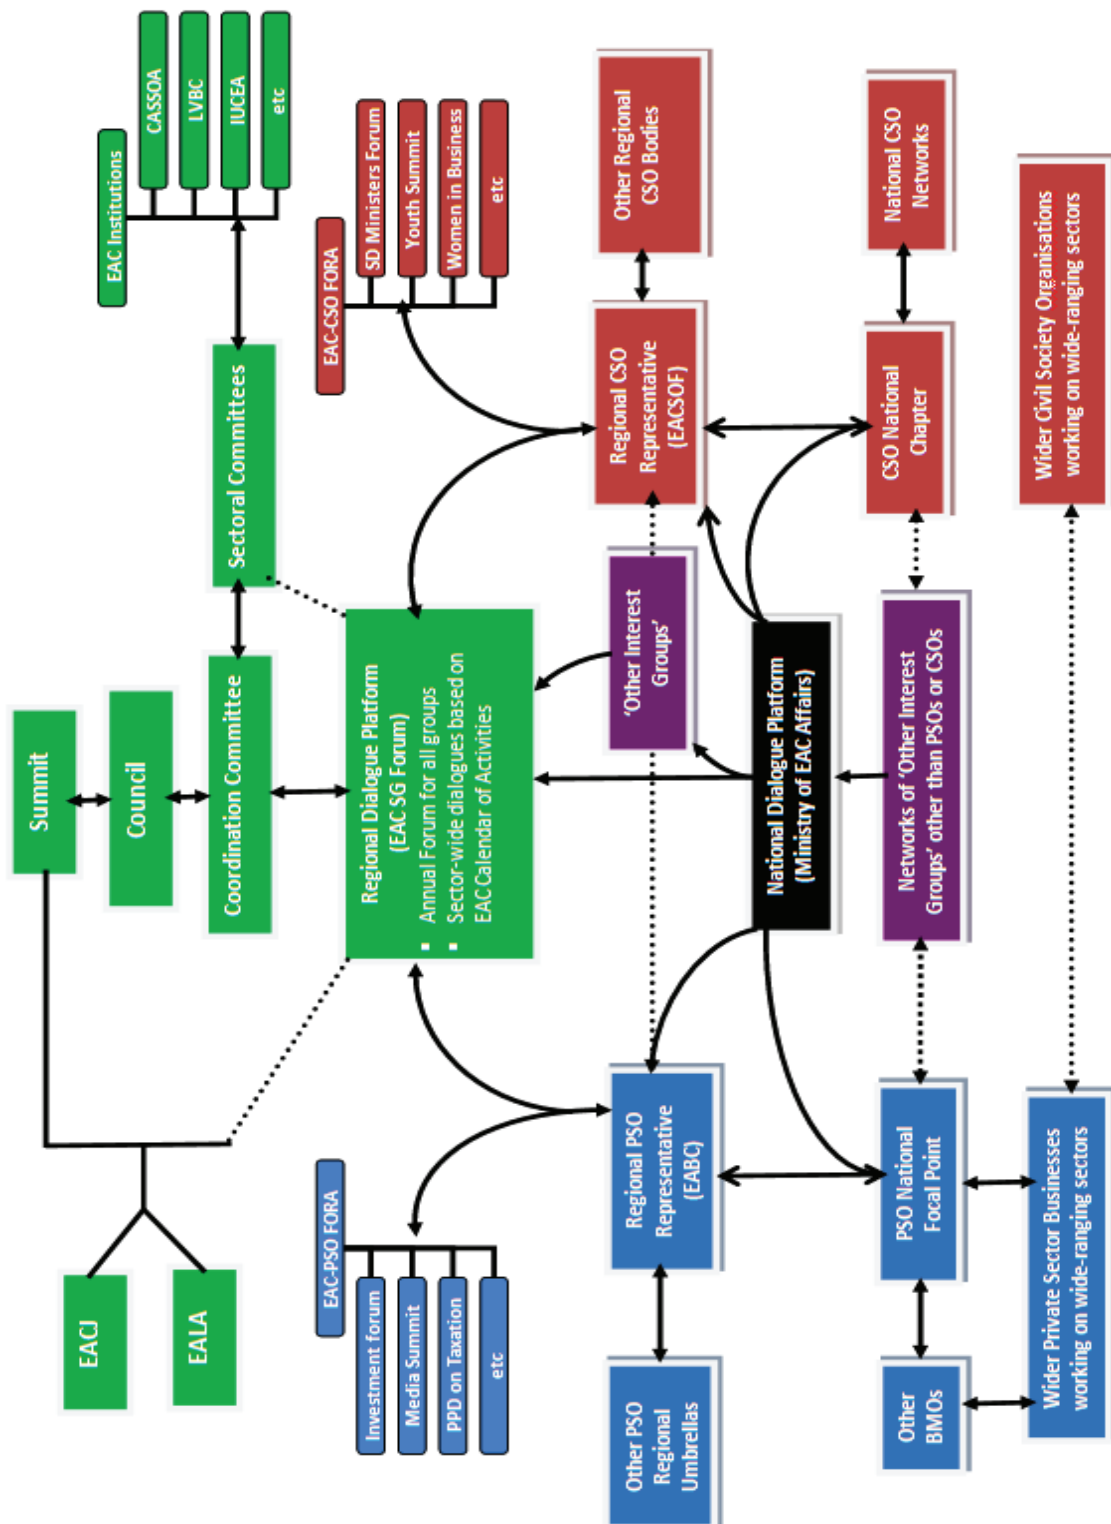 Summit
Council
EACJ
EALA
Coordination Committee
Sectoral Committees
EAC Institutions
CASSOA
LVBC
IUCEA
etc
EAC-PSO FORA
Investment forum
Media Summit
PPD on Taxation
etc
Regional Dialogue Platform
(EAC SG Forum)
▪ Annual Forum for all groups
▪ Sector-wide dialogues based on
EAC Calendar of Activities
EAC-CSO FORA
SD Ministers Forum
Youth Summit
Women in Business
etc
Other PSO
Regional
Umbrellas
Regional PSO
Representative
(EABC)
'Other Interest
Groups'
Regional CSO
Representative
(EACSOF)
Other Regional
CSO Bodies
National Dialogue Platform
(Ministry of EAC Affairs)
Other
BMOs
PSO National
Focal Point
Networks of 'Other Interest
Groups' other than PSOs or CSOs
CSO National
Chapter
National CSO
Networks
Wider Private Sector Businesses
working on wide-ranging sectors
Wider Civil Society Organisations
working on wide-ranging sectors